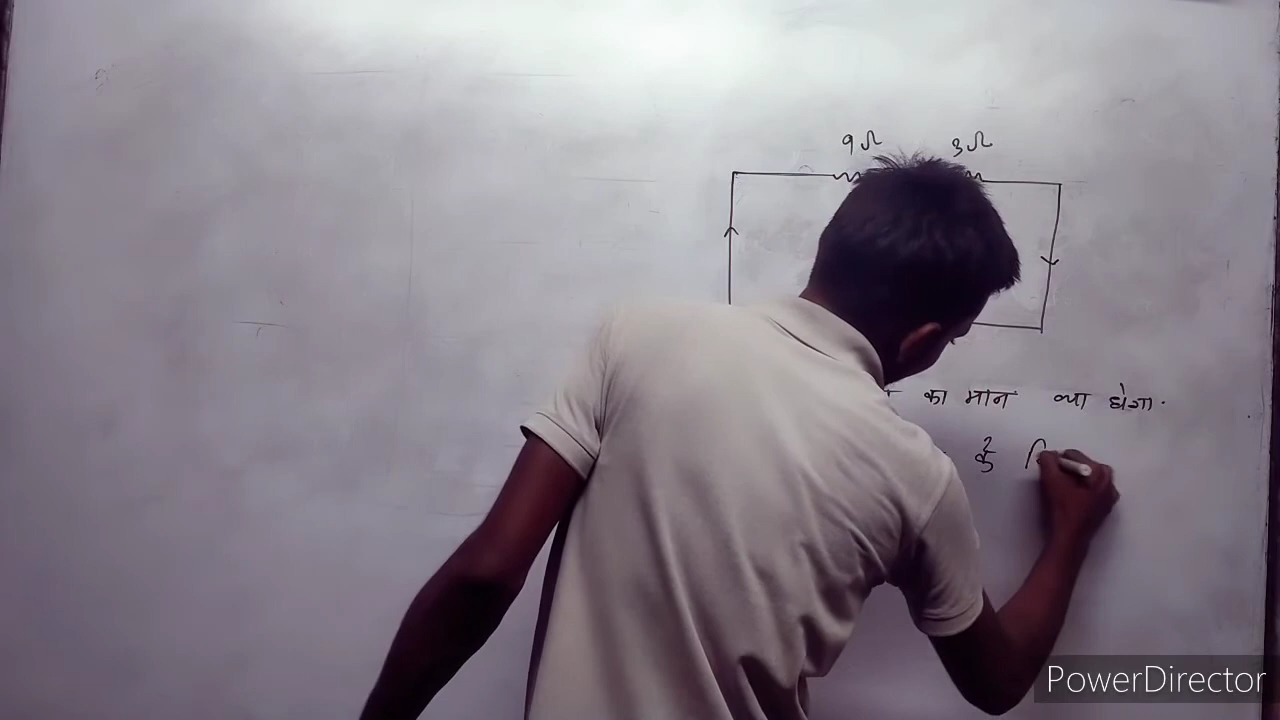 9Ω 3Ω
का मान क्या होगा.
के
PowerDirector